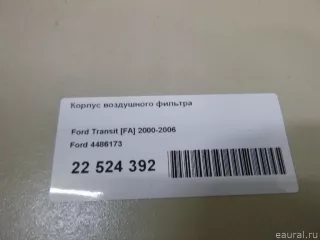 Корпус воздушного фильтра
Ford Transit [FA] 2000-2006
Ford 4486173
22 524 392
eaural.ru